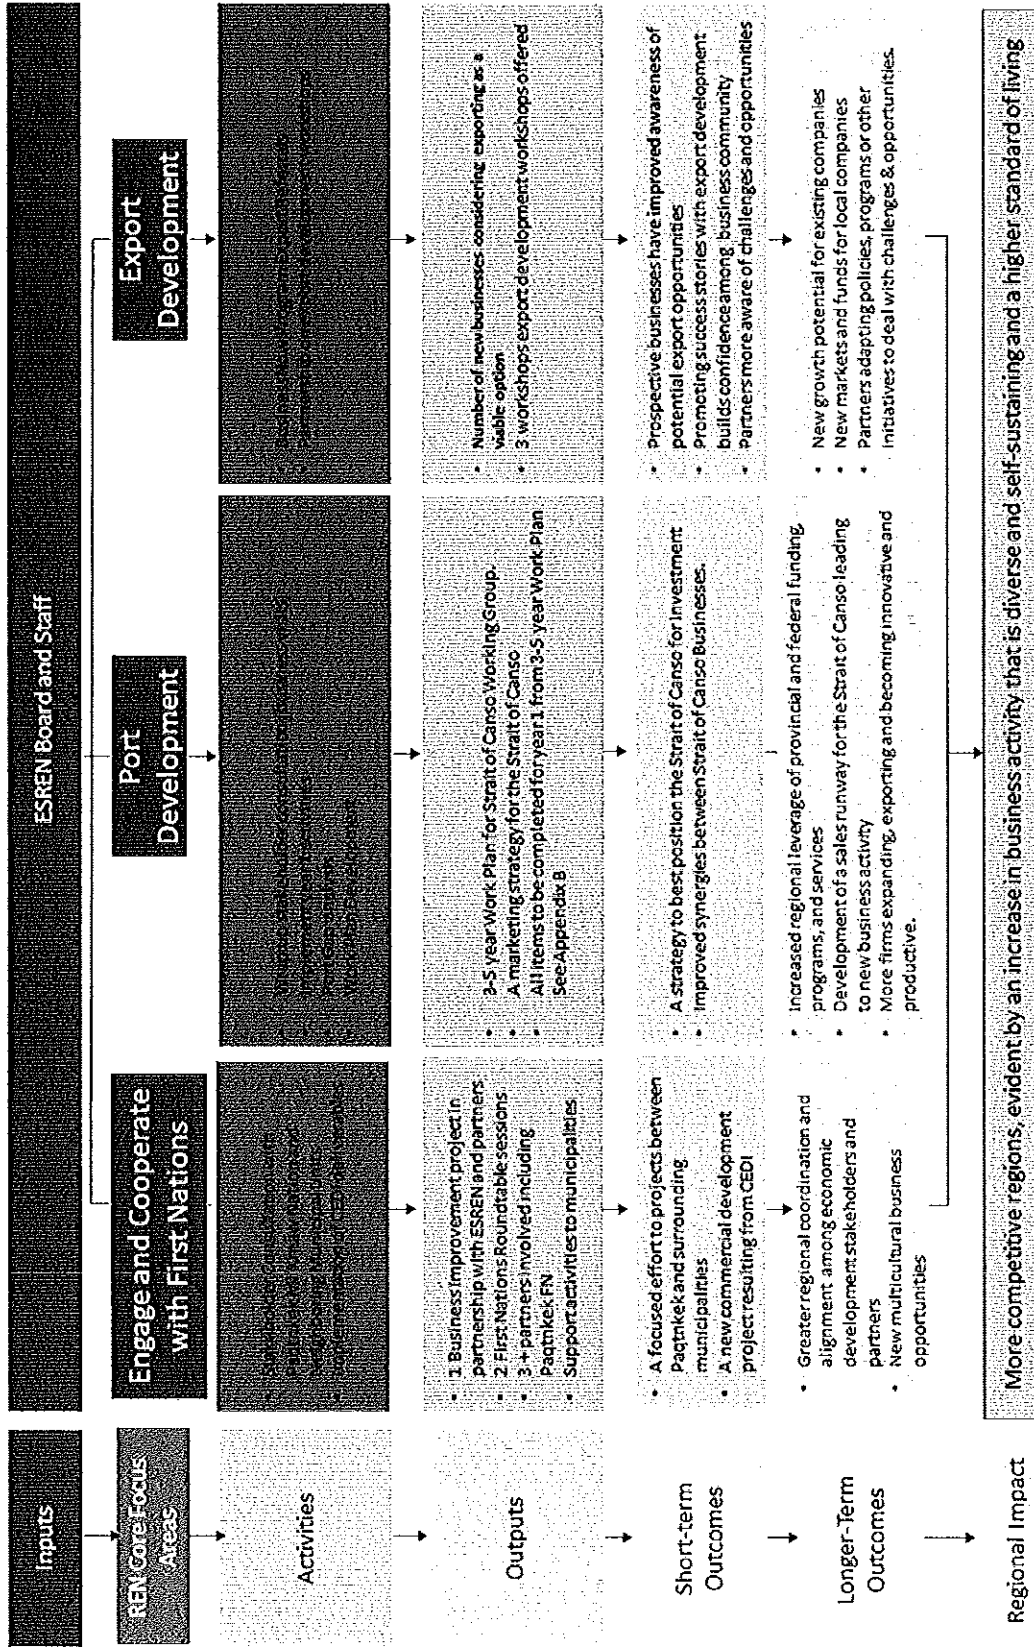 Inputs
ESREN Board and Staff
REN Core Focus
Areas
Engage and Cooperate
with First Nations
Port
Development
Export
Development
Activities
Outputs
• 1 Business improvement project in
partnership with ESREN and partners
• 2 First Nations Roundtable sessions
• 3 + partners involved including
Paqtnkek FN
• Support activities to municipalities
• 3-5 year Work Plan for Strait of Canso Working Group.
• A marketing strategy for the Strait of Canso
• All items to be completed for year 1 from 3-5 year Work Plan
See Appendix B
• Number of new businesses considering exporting as a
viable option
• 3 workshops export development workshops offered
Short-term
Outcomes
• A focused effort to projects between
Paqtnkek and surrounding
municipalities
• A new commercial development
project resulting from CEDI
• A strategy to best position the Strait of Canso for Investment
• Improved synergies between Strait of Canso Businesses.
• Prospective businesses have improved awareness of
potential export opportunities
• Promoting success stories with export development
builds confidence among business community
• Partners more aware of challenges and opportunities
Longer-Term
Outcomes
• Greater regional coordination and
alignment among economic
development stakeholders and
partners
• New multicultural business
opportunities
• Increased regional leverage of provincial and federal funding,
programs, and services
• Development of a sales runway for the Strait of Canso leading
to new business activity
• More firms expanding, exporting and becoming innovative and
productive.
• New growth potential for existing companies
• New markets and funds for local companies
• Partners adapting policies, programs or other
initiatives to deal with challenges & opportunities.
Regional Impact
More competitive regions, evident by an increase in business activity that is diverse and self-sustaining and a higher standard of living